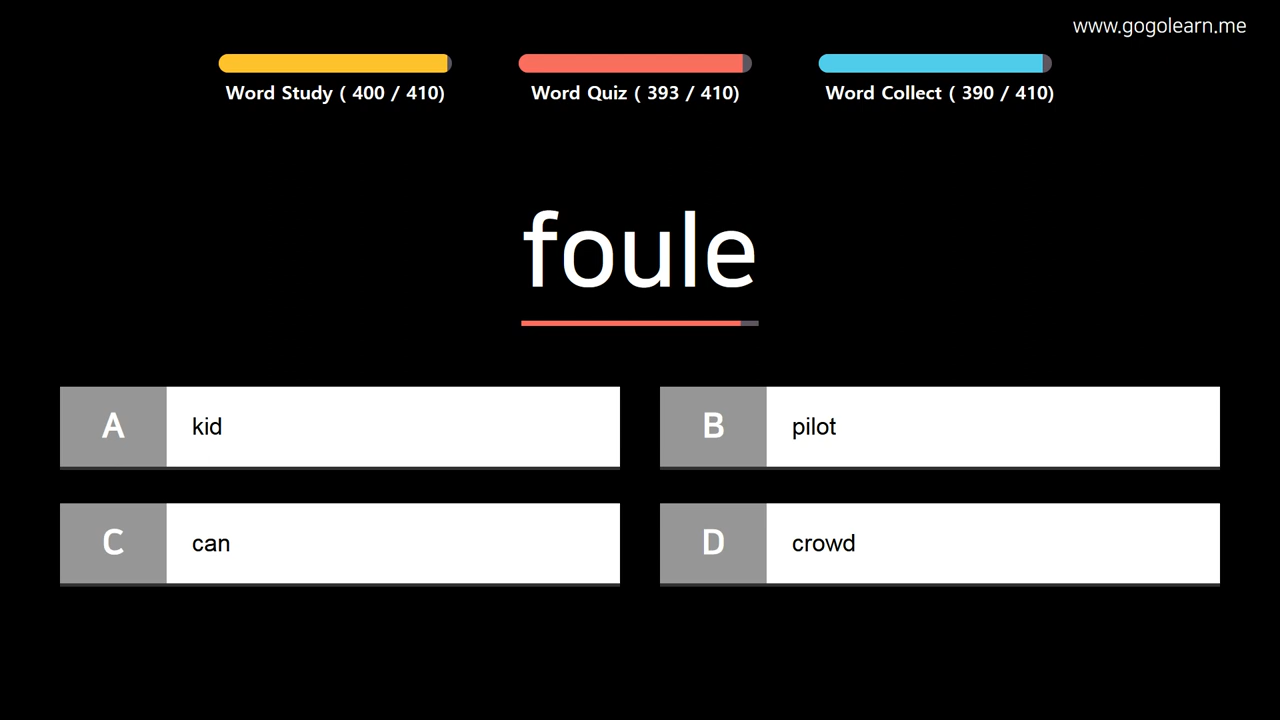 www.gogolearn.me
Word Study ( 400 / 410)
Word Quiz ( 393 / 410)
Word Collect ( 390 / 410)
foule
A kid
B pilot
C can
D crowd